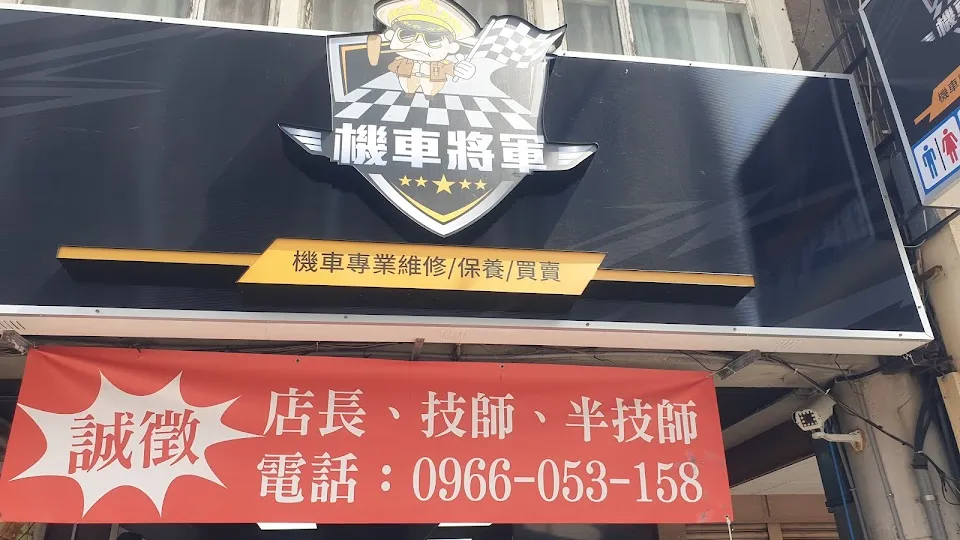 機車將軍
機車專業維修/保養/買賣
誠徵
店長、技師、半技師
電話：0966-053-158